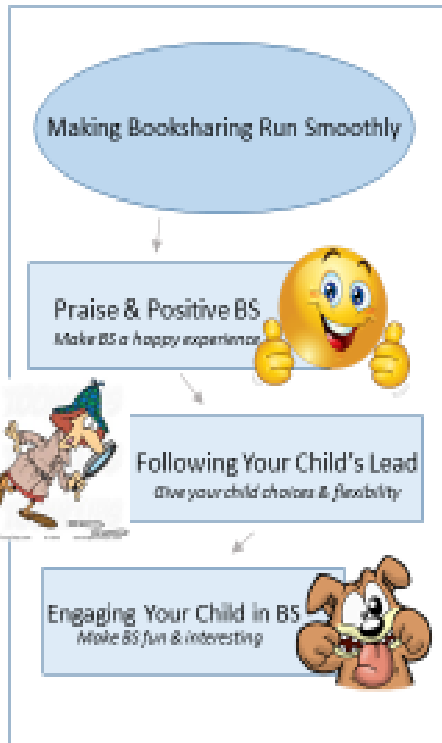 Making Booksharing Run Smoothly
Praise & Positive BS
Make BS a happy experience
Following Your Child's Lead
Give your child choices & flexibility
Engaging Your Child in BS
Make BS fun & interesting